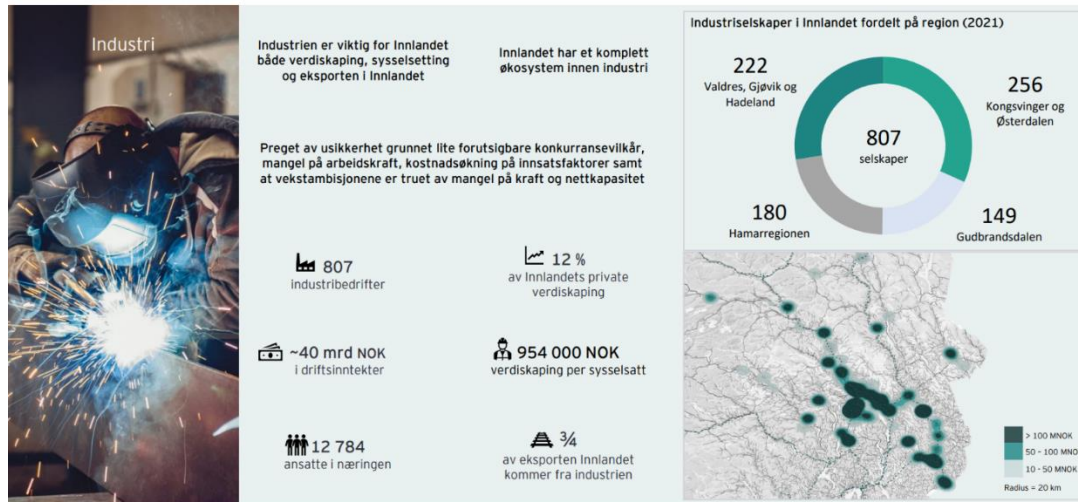 Industri
Industrien er viktig for Innlandet
både verdiskaping, sysselsetting
og eksporten i Innlandet
Innlandet har et komplett
økosystem innen industri
Preget av usikkerhet grunnet lite forutsigbare konkurransevilkår,
mangel på arbeidskraft, kostnadsøkning på innsatsfaktorer samt
at vekstambisjonene er truet av mangel på kraft og nettkapasitet
807
industribedrifter
12 %
av Innlandets private
verdiskaping
~40 mrd NOK
i driftsinntekter
954 000 NOK
verdiskaping per sysselsatt
12 784
ansatte i næringen
¾
av eksporten Innlandet
kommer fra industrien
Industriselskaper i Innlandet fordelt på region (2021)
222
Valdres, Gjøvik og
Hadeland
256
Kongsvinger og
Østerdalen
807
selskaper
180
Hamarregionen
149
Gudbrandsdalen
> 100 MNOK
50 - 100 MNOK
10 - 50 MNOK
Radius = 20 km